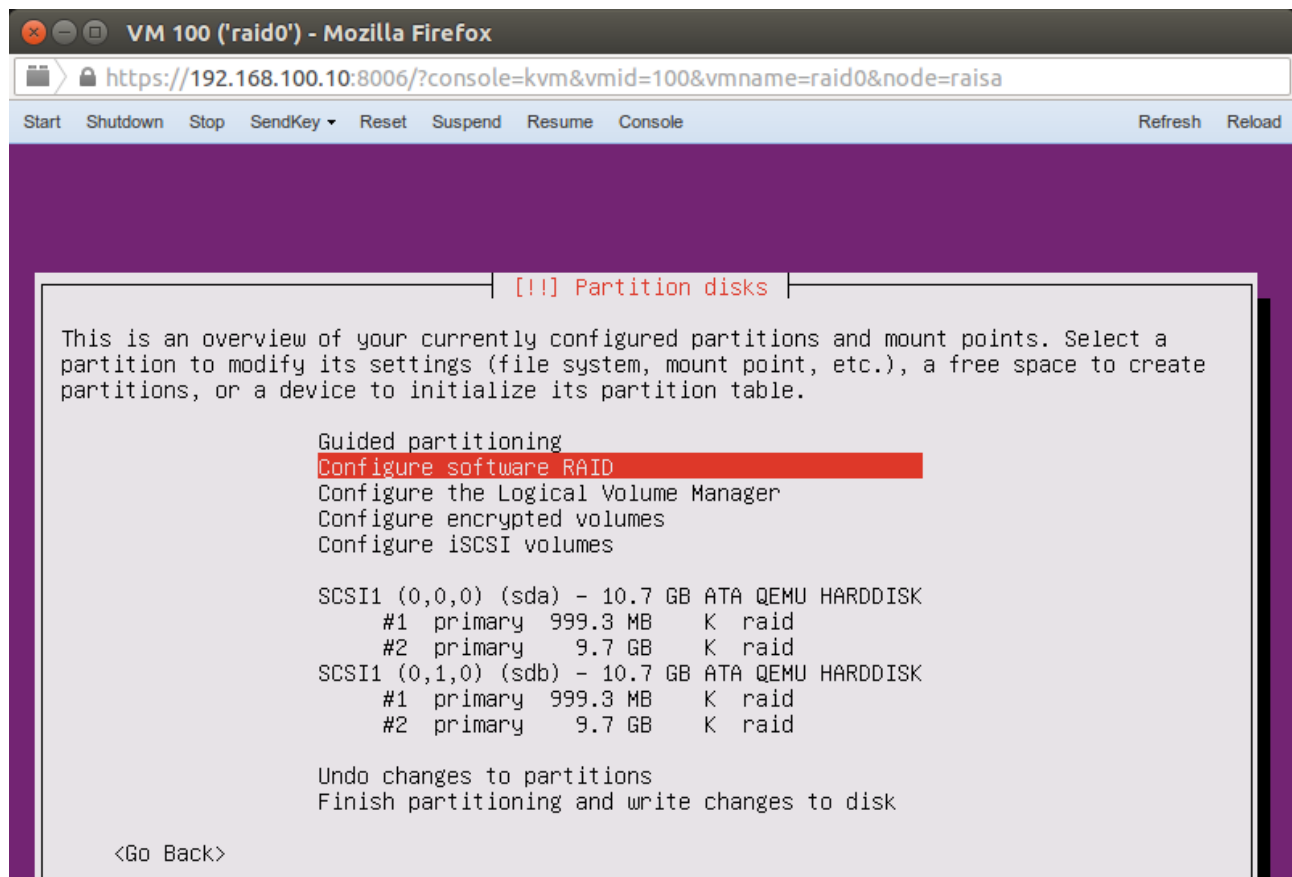 VM 100 ('raid0') - Mozilla Firefox
https://192.168.100.10:8006/?console=kvm&vmid=100&vmname=raid0&node=raisa
Start Shutdown Stop SendKey Reset Suspend Resume Console Refresh Reload
[!!] Partition disks
This is an overview of your currently configured partitions and mount points. Select a
partition to modify its settings (file system, mount point, etc.), a free space to create
partitions, or a device to initialize its partition table.
Guided partitioning
Configure software RAID
Configure the Logical Volume Manager
Configure encrypted volumes
Configure iSCSI volumes
SCSI1 (0,0,0) (sda) - 10.7 GB ATA QEMU HARDDISK
#1 primary 999.3 MB K raid
#2 primary 9.7 GB K raid
SCSI1 (0,1,0) (sdb) - 10.7 GB ATA QEMU HARDDISK
#1 primary 999.3 MB K raid
#2 primary 9.7 GB K raid
Undo changes to partitions
Finish partitioning and write changes to disk
<Go Back>